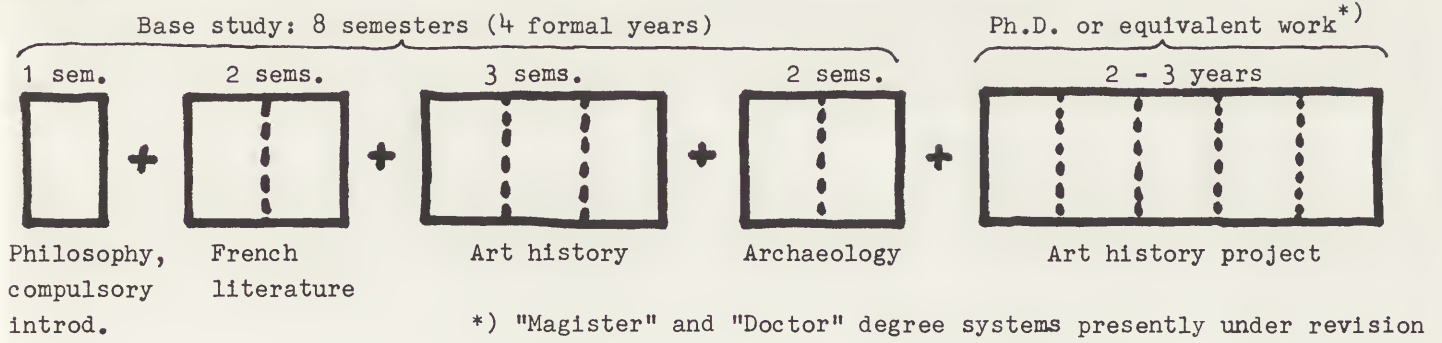 Base study: 8 semesters (4 formal years) Ph.D. or equivalent work*)
1 sem. 2 sems. 3 sems. 2 sems. 2 - 3 years
+ + + +
Philosophy, French Art history Archaeology Art history project
compulsory literature
introd. *) "Magister" and "Doctor" degree systems presently under revision